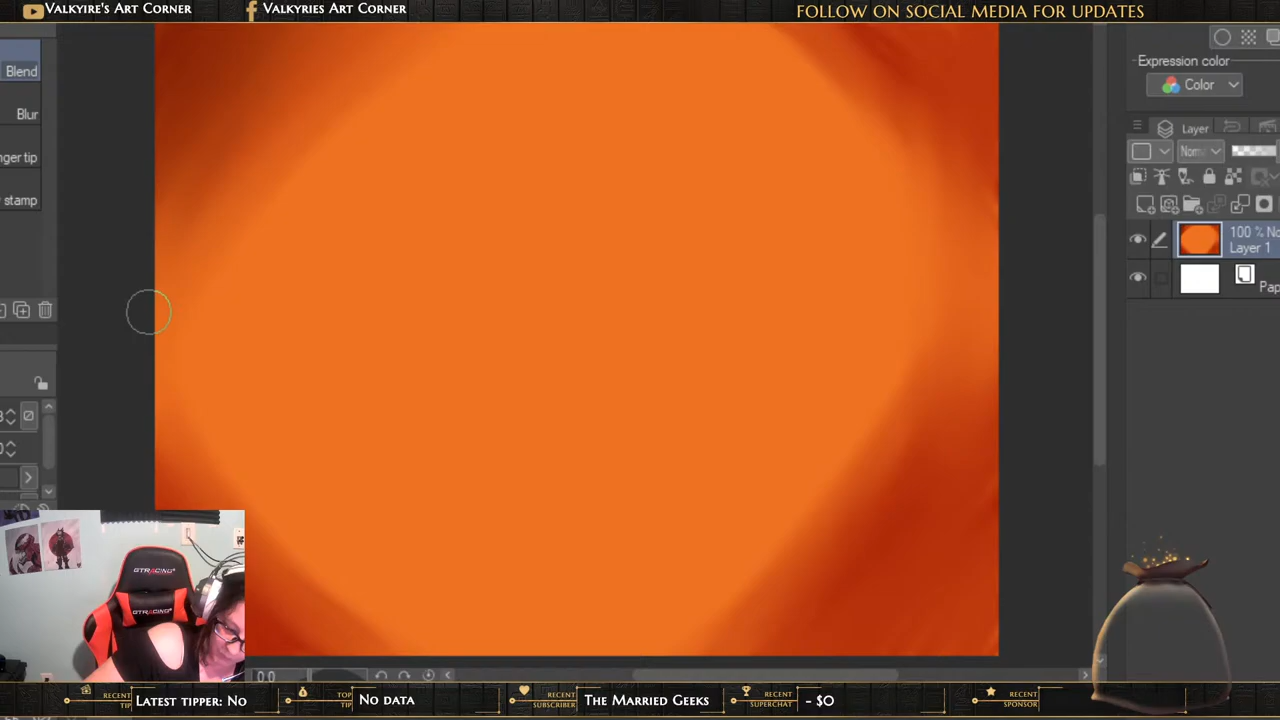 Valkyire's Art Corner
Valkyries Art Corner
FOLLOW ON SOCIAL MEDIA FOR UPDATES
Blend
Blur
stamp
Expression color
Color
Layer
100 %
Layer 1
GTRACING
GTRACING
RECENT TIP
Latest tipper: No
TOP TIP
No data
RECENT SUBSCRIBER
The Married Geeks
RECENT SUPERCHAT
- $0
RECENT SPONSOR